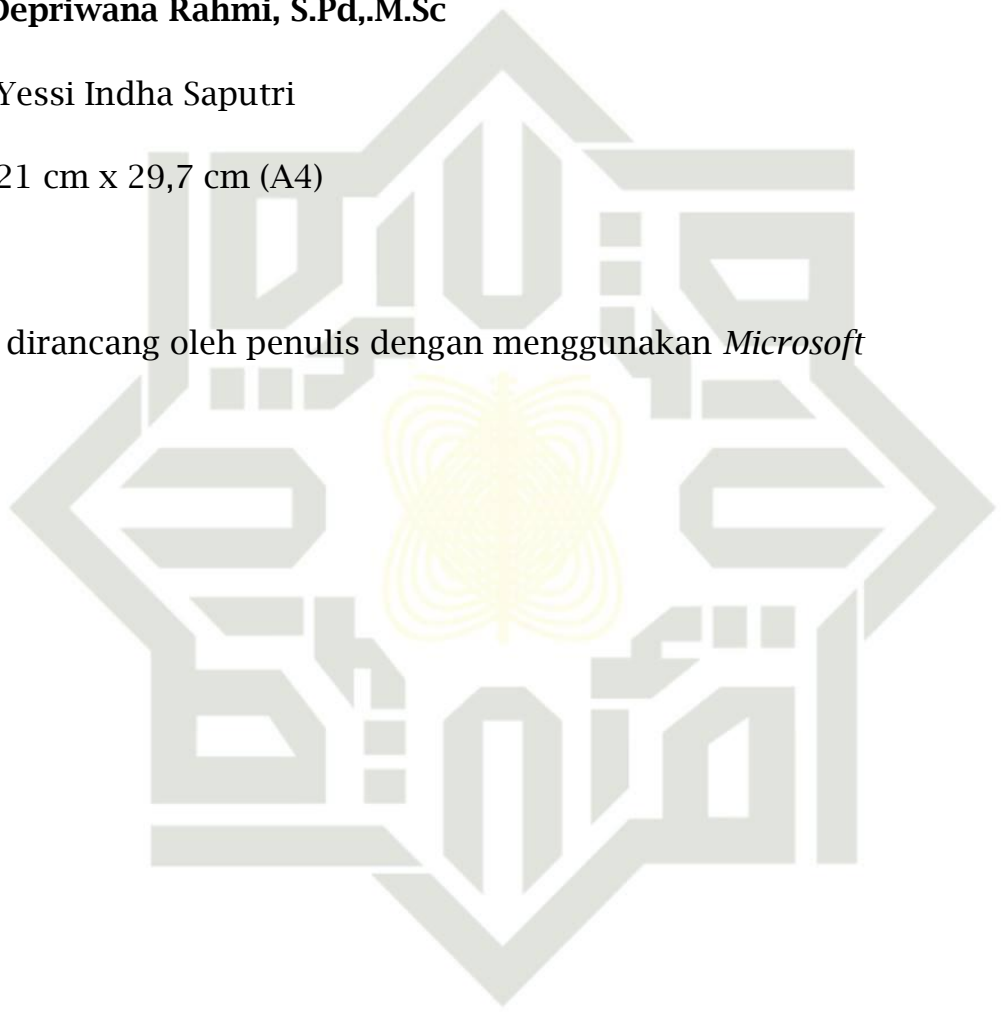 Depriwana Rahmi, S.Pd,.M.Sc
Yessi Indha Saputri
21 cm x 29,7 cm (A4)
dirancang oleh penulis dengan menggunakan Microsoft